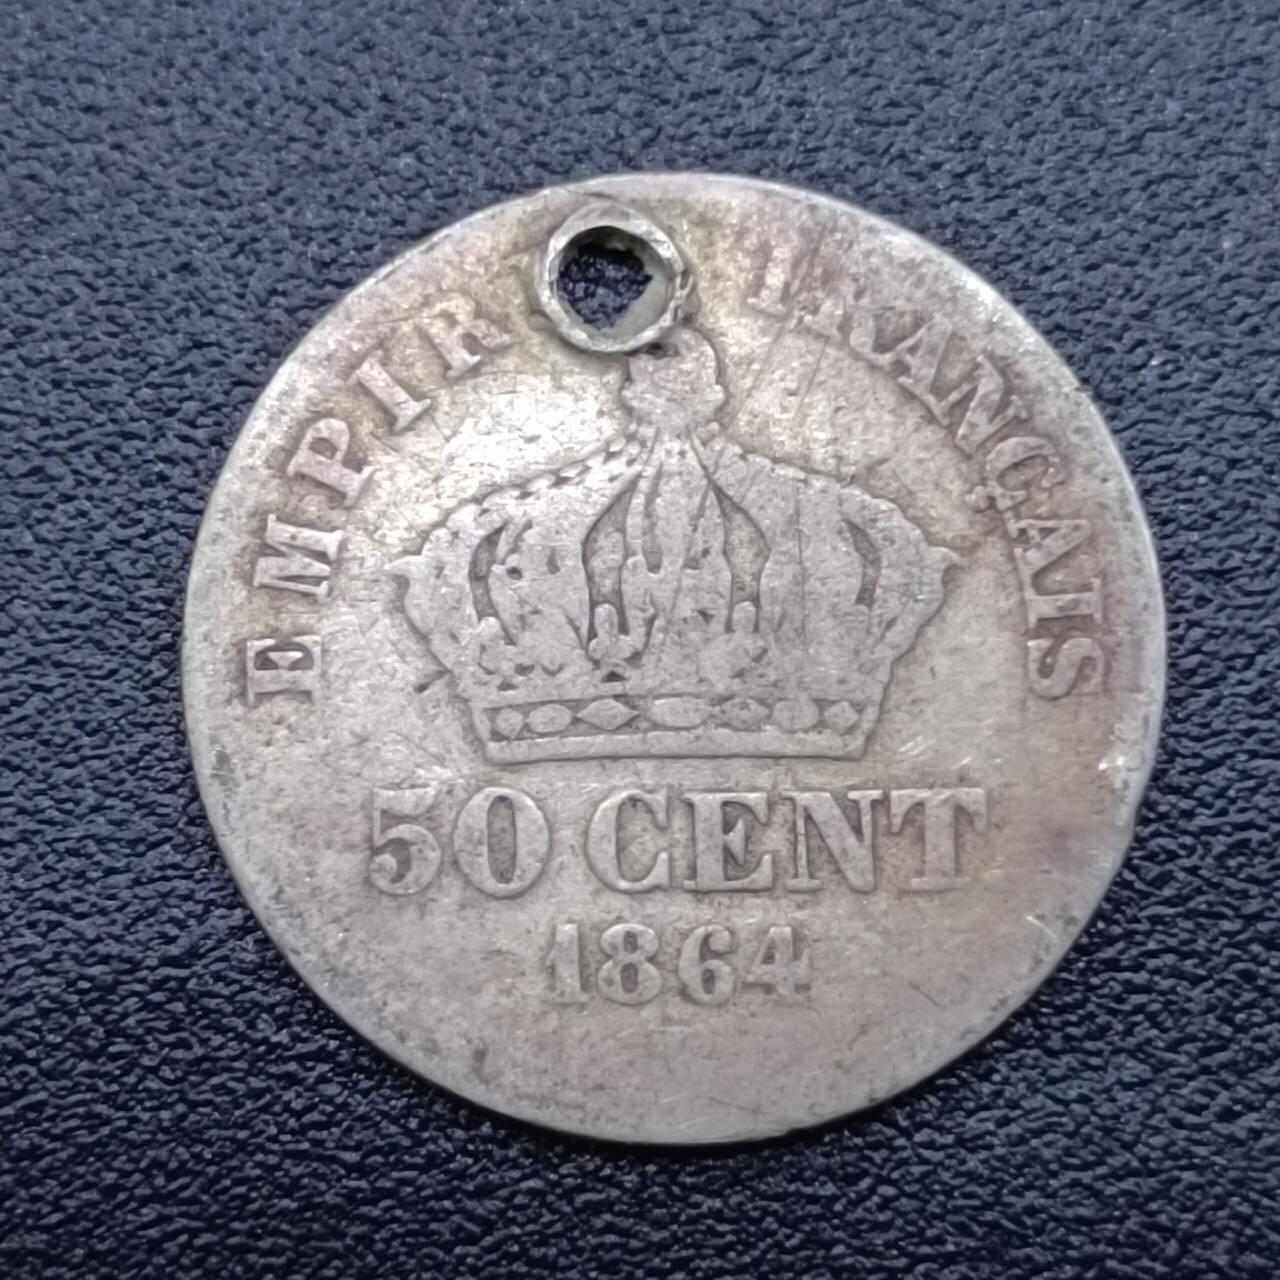 EMPIR FRANÇAIS
50 CENT
1864